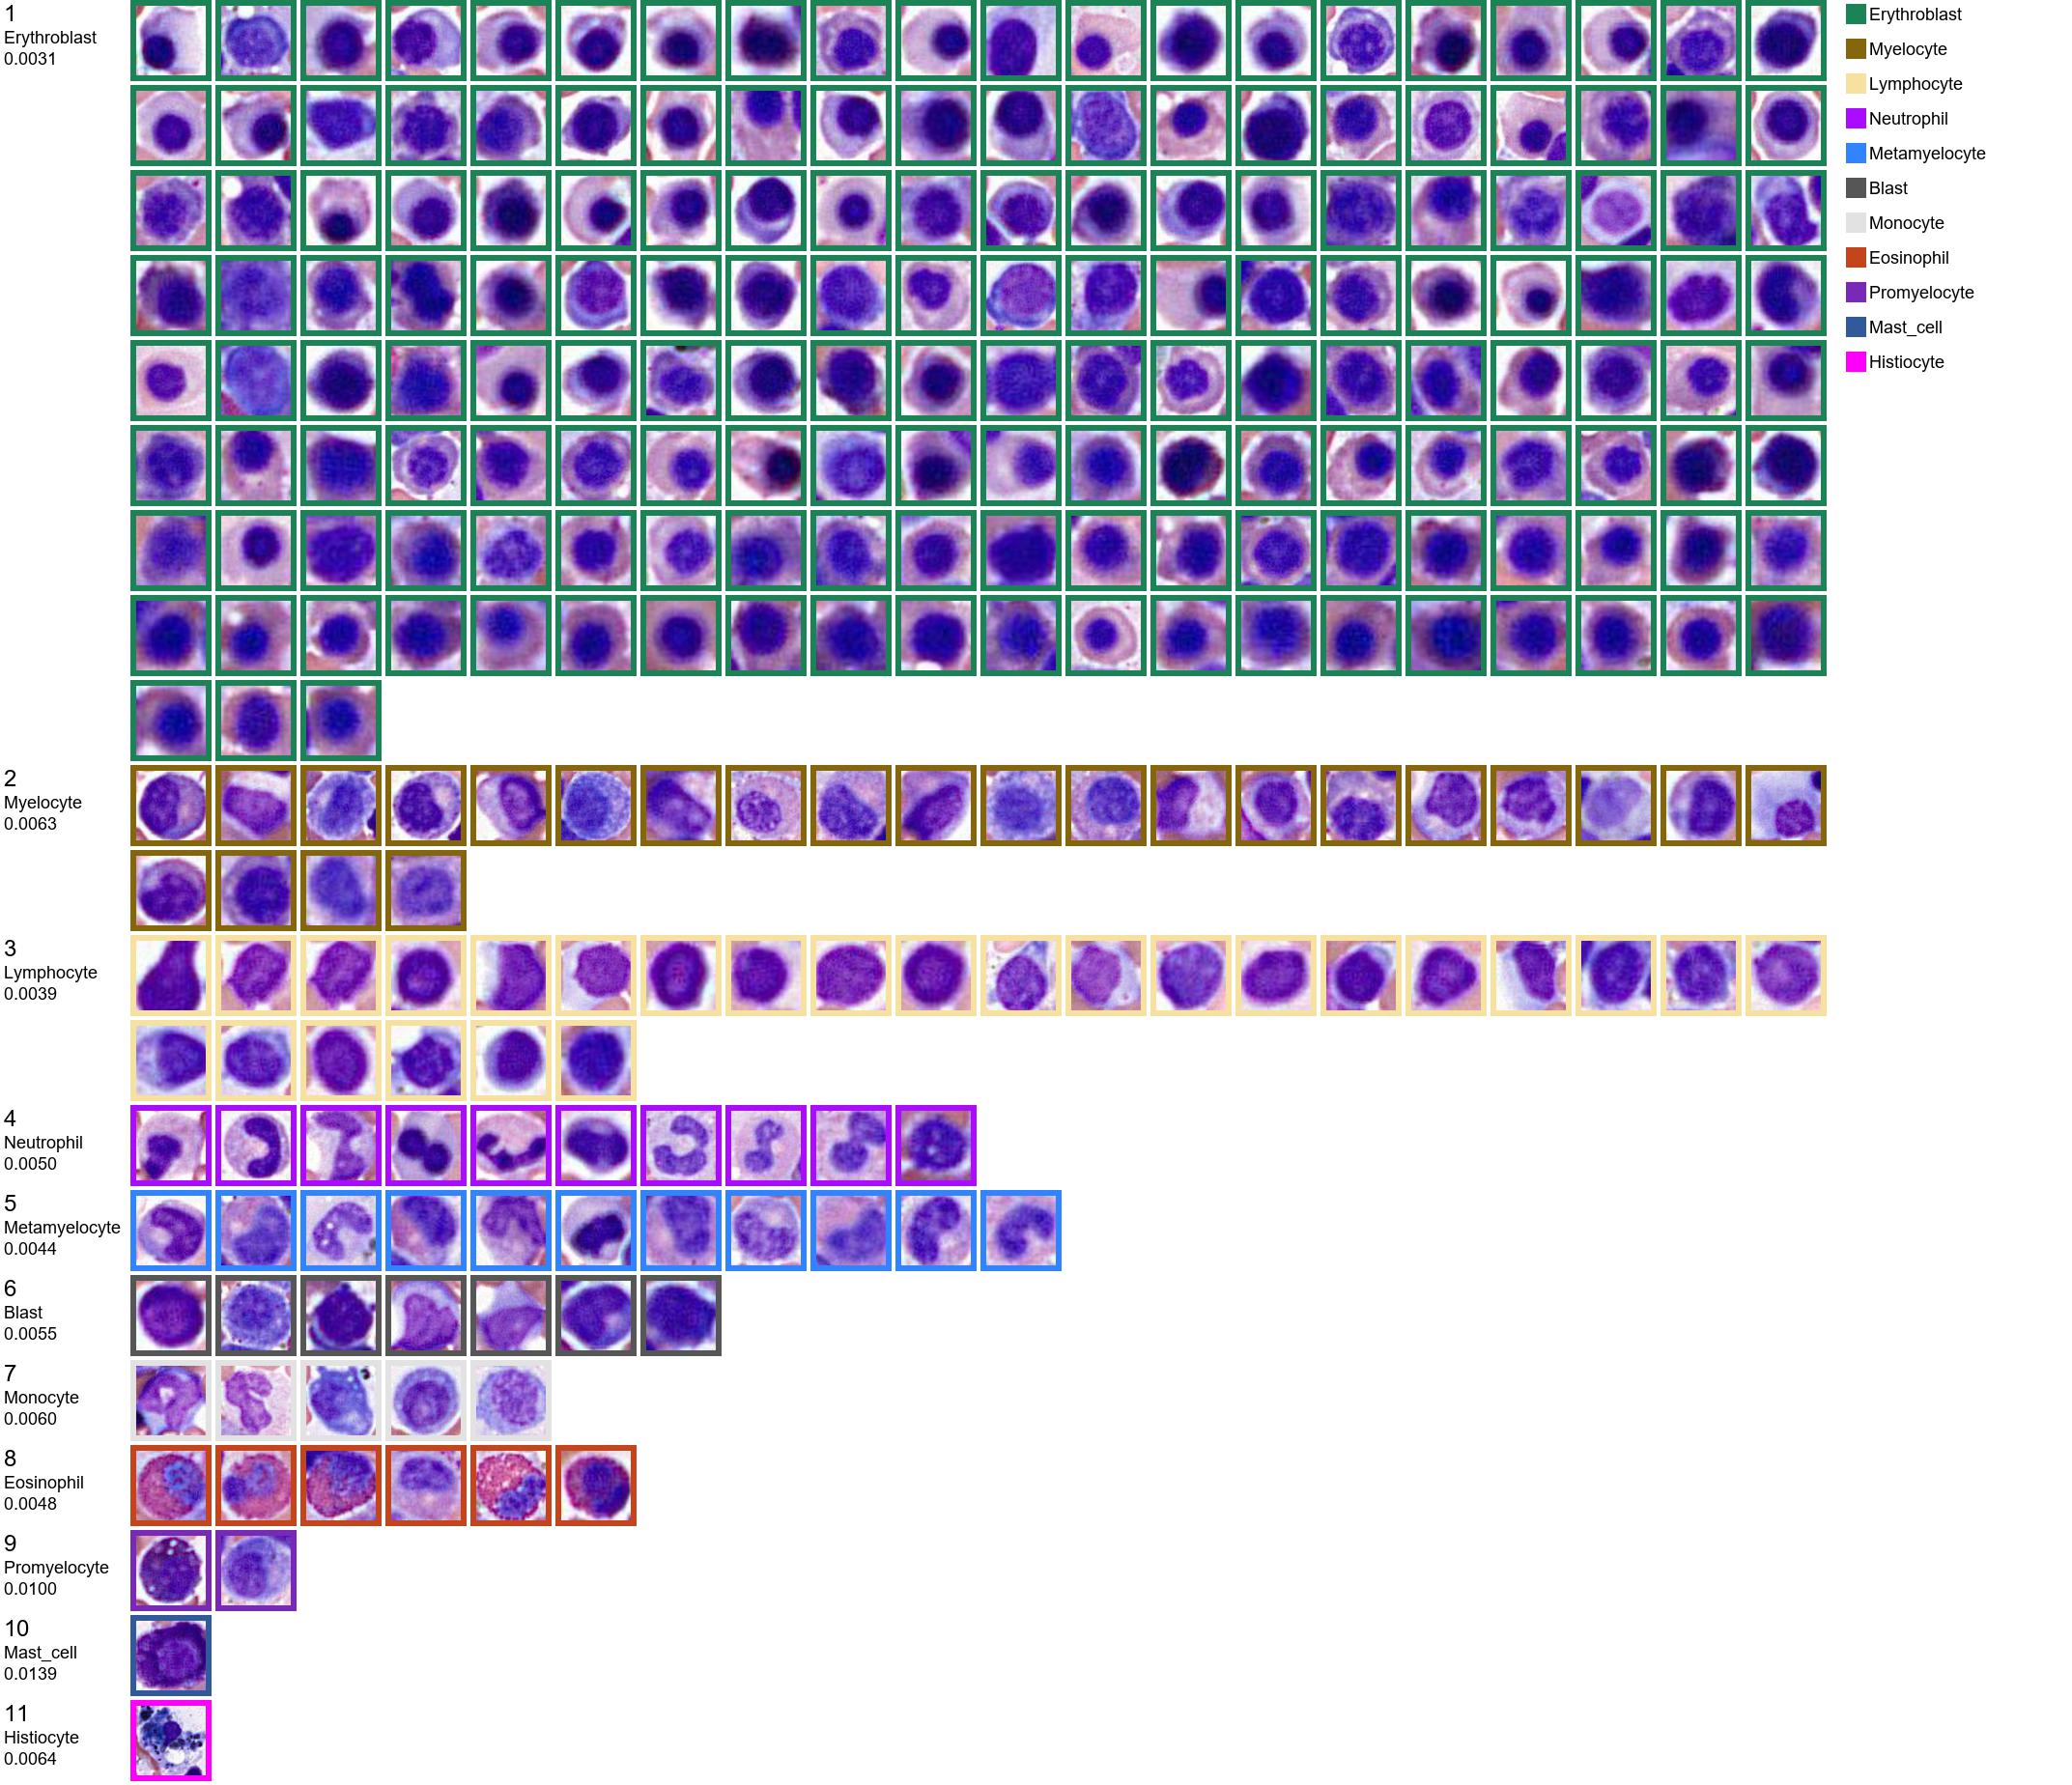 1
Erythroblast
0.0031
2
Myelocyte
0.0063
3
Lymphocyte
0.0039
4
Neutrophil
0.0050
5
Metamyelocyte
0.0044
6
Blast
0.0055
7
Monocyte
0.0060
8
Eosinophil
0.0048
9
Promyelocyte
0.0100
10
Mast_cell
0.0139
11
Histiocyte
0.0064
Erythroblast
Myelocyte
Lymphocyte
Neutrophil
Metamyelocyte
Blast
Monocyte
Eosinophil
Promyelocyte
Mast_cell
Histiocyte